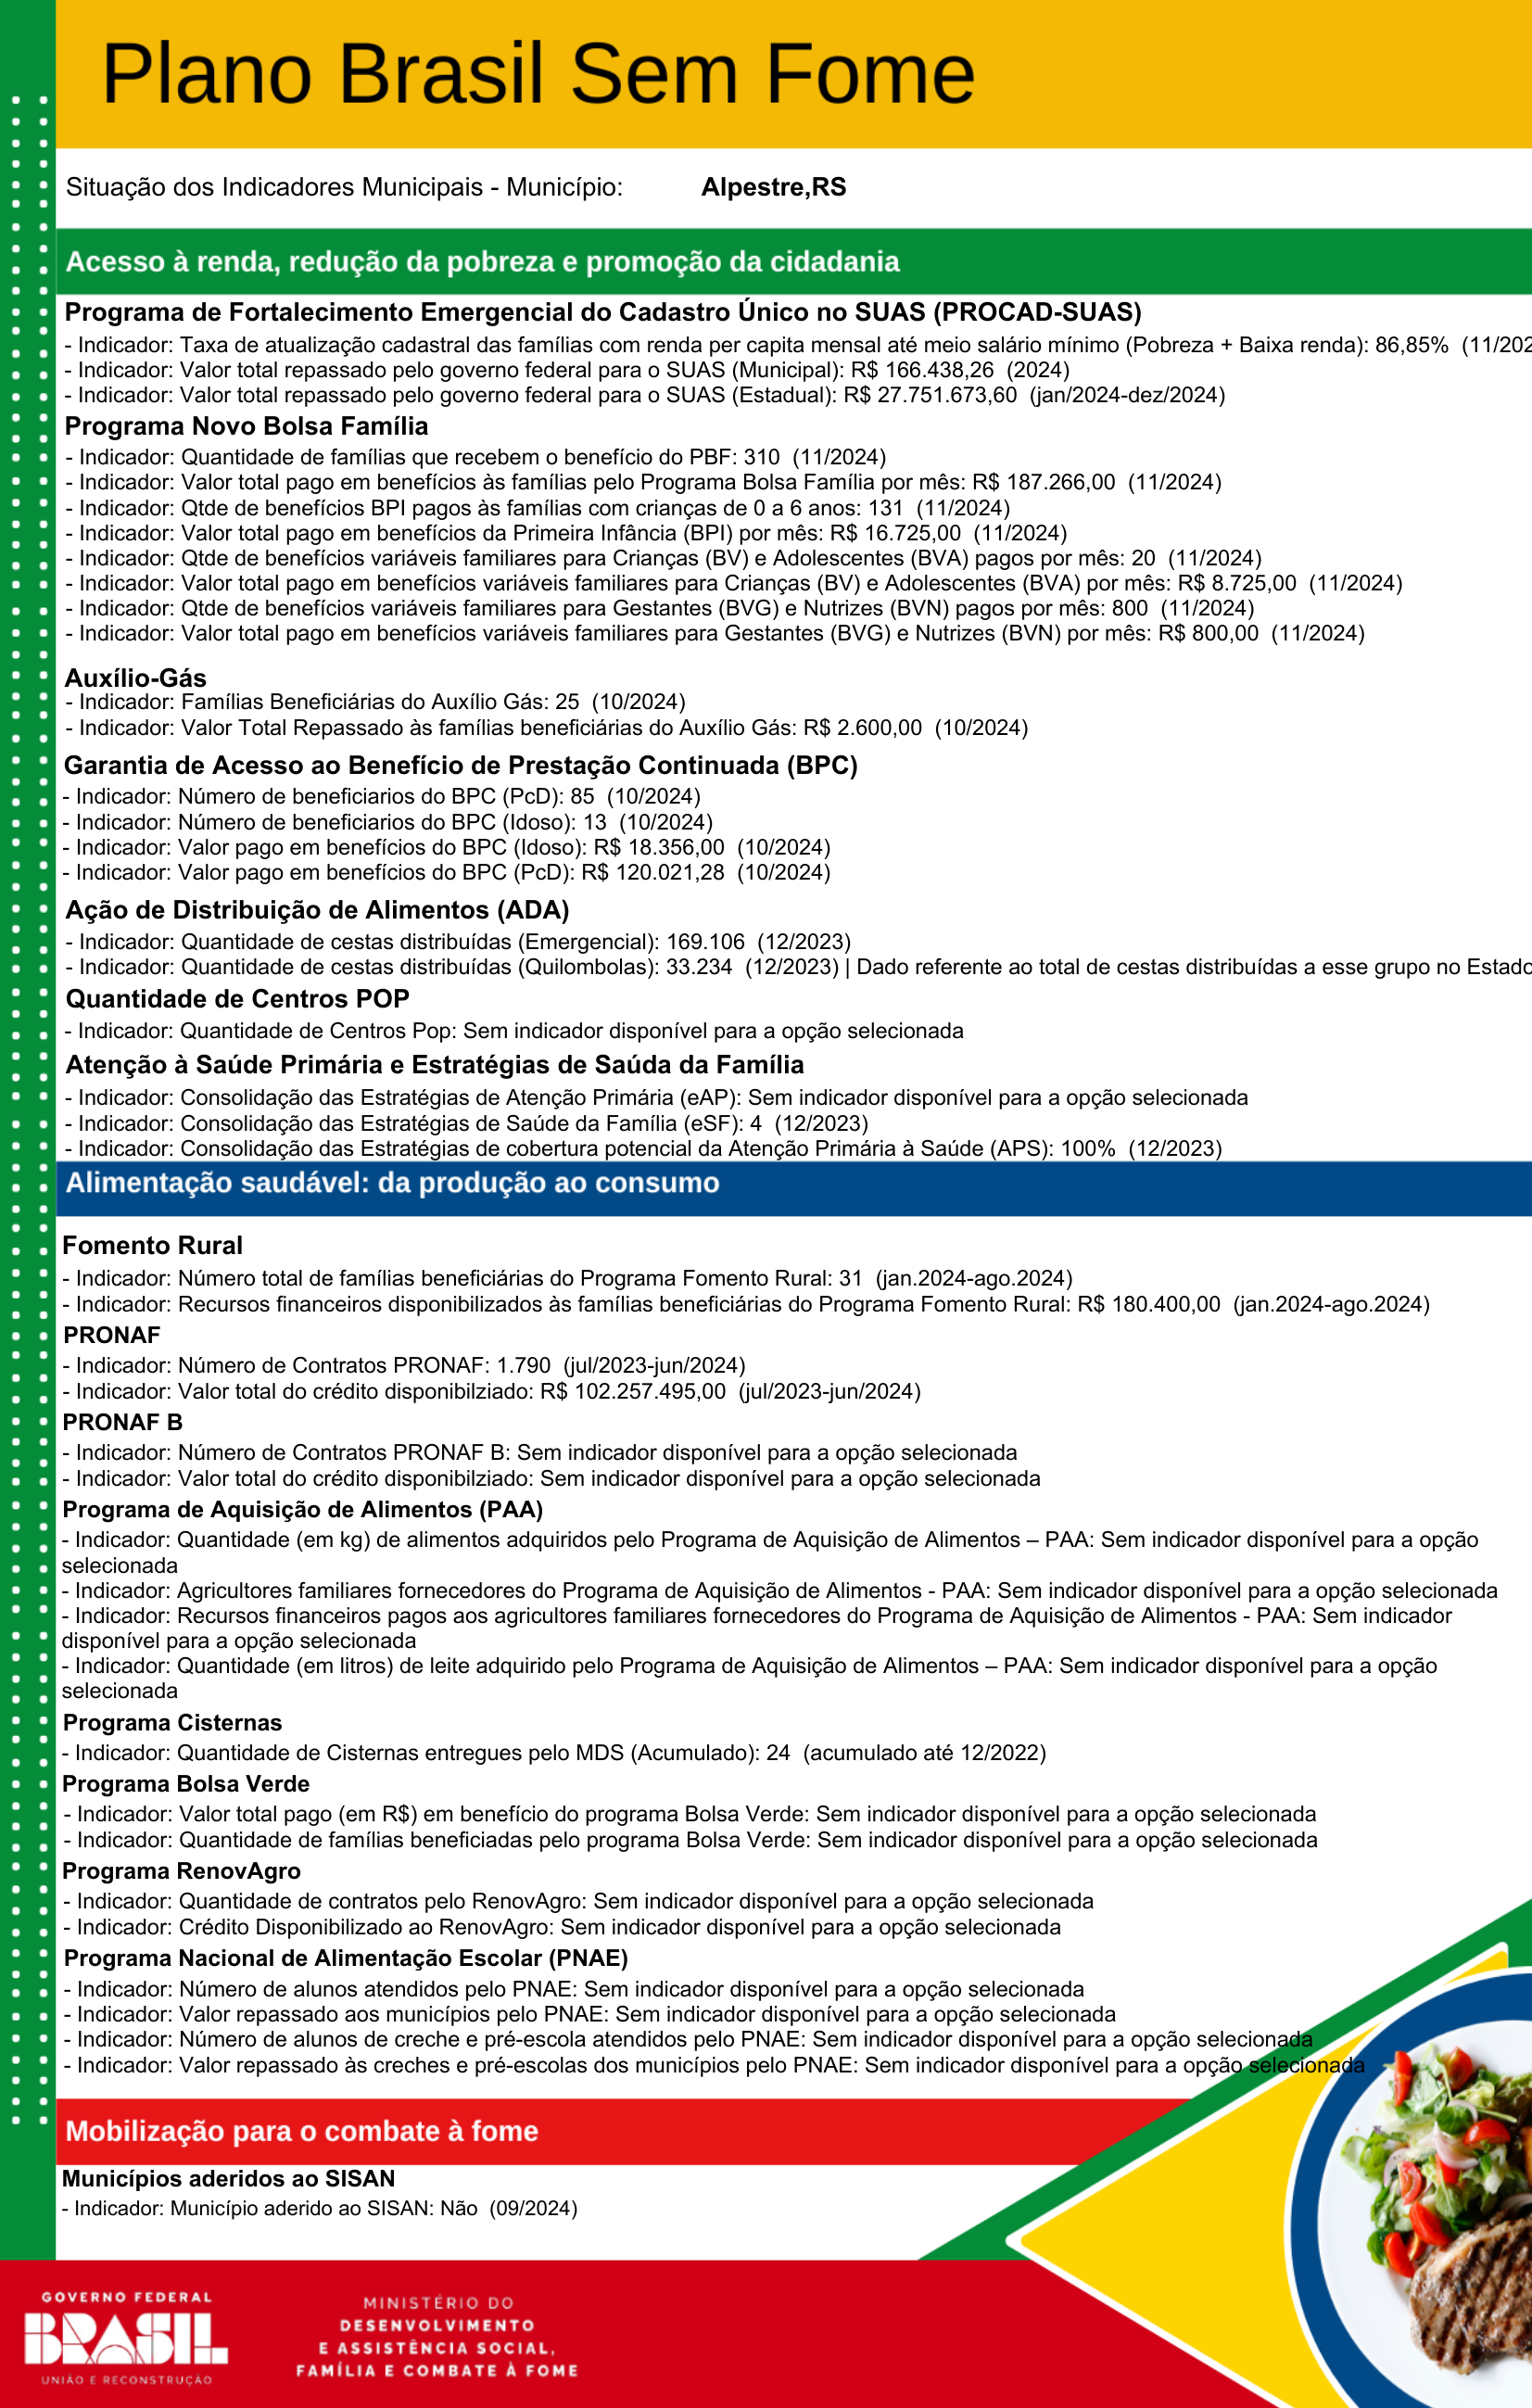 Plano Brasil Sem Fome
Situação dos Indicadores Municipais - Município: Alpestre,RS
Acesso à renda, redução da pobreza e promoção da cidadania
Programa de Fortalecimento Emergencial do Cadastro Único no SUAS (PROCAD-SUAS)
- Indicador: Taxa de atualização cadastral das famílias com renda per capita mensal até meio salário mínimo (Pobreza + Baixa renda): 86,85% (11/202
- Indicador: Valor total repassado pelo governo federal para o SUAS (Municipal): R$ 166.438,26 (2024)
- Indicador: Valor total repassado pelo governo federal para o SUAS (Estadual): R$ 27.751.673,60 (jan/2024-dez/2024)
Programa Novo Bolsa Família
- Indicador: Quantidade de famílias que recebem o benefício do PBF: 310 (11/2024)
- Indicador: Valor total pago em benefícios às famílias pelo Programa Bolsa Família por mês: R$ 187.266,00 (11/2024)
- Indicador: Qtde de benefícios BPI pagos às famílias com crianças de 0 a 6 anos: 131 (11/2024)
- Indicador: Valor total pago em benefícios da Primeira Infância (BPI) por mês: R$ 16.725,00 (11/2024)
- Indicador: Qtde de benefícios variáveis familiares para Crianças (BV) e Adolescentes (BVA) pagos por mês: 20 (11/2024)
- Indicador: Valor total pago em benefícios variáveis familiares para Crianças (BV) e Adolescentes (BVA) por mês: R$ 8.725,00 (11/2024)
- Indicador: Qtde de benefícios variáveis familiares para Gestantes (BVG) e Nutrizes (BVN) pagos por mês: 800 (11/2024)
- Indicador: Valor total pago em benefícios variáveis familiares para Gestantes (BVG) e Nutrizes (BVN) por mês: R$ 800,00 (11/2024)
Auxílio-Gás
- Indicador: Famílias Beneficiárias do Auxílio Gás: 25 (10/2024)
- Indicador: Valor Total Repassado às famílias beneficiárias do Auxílio Gás: R$ 2.600,00 (10/2024)
Garantia de Acesso ao Benefício de Prestação Continuada (BPC)
- Indicador: Número de beneficiarios do BPC (PcD): 85 (10/2024)
- Indicador: Número de beneficiarios do BPC (Idoso): 13 (10/2024)
- Indicador: Valor pago em benefícios do BPC (Idoso): R$ 18.356,00 (10/2024)
- Indicador: Valor pago em benefícios do BPC (PcD): R$ 120.021,28 (10/2024)
Ação de Distribuição de Alimentos (ADA)
- Indicador: Quantidade de cestas distribuídas (Emergencial): 169.106 (12/2023)
- Indicador: Quantidade de cestas distribuídas (Quilombolas): 33.234 (12/2023) | Dado referente ao total de cestas distribuídas a esse grupo no Estado
Quantidade de Centros POP
- Indicador: Quantidade de Centros Pop: Sem indicador disponível para a opção selecionada
Atenção à Saúde Primária e Estratégias de Saúda da Família
- Indicador: Consolidação das Estratégias de Atenção Primária (eAP): Sem indicador disponível para a opção selecionada
- Indicador: Consolidação das Estratégias de Saúde da Família (eSF): 4 (12/2023)
- Indicador: Consolidação das Estratégias de cobertura potencial da Atenção Primária à Saúde (APS): 100% (12/2023)
Alimentação saudável: da produção ao consumo
Fomento Rural
- Indicador: Número total de famílias beneficiárias do Programa Fomento Rural: 31 (jan.2024-ago.2024)
- Indicador: Recursos financeiros disponibilizados às famílias beneficiárias do Programa Fomento Rural: R$ 180.400,00 (jan.2024-ago.2024)
PRONAF
- Indicador: Número de Contratos PRONAF: 1.790 (jul/2023-jun/2024)
- Indicador: Valor total do crédito disponibilziado: R$ 102.257.495,00 (jul/2023-jun/2024)
PRONAF B
- Indicador: Número de Contratos PRONAF B: Sem indicador disponível para a opção selecionada
- Indicador: Valor total do crédito disponibilziado: Sem indicador disponível para a opção selecionada
Programa de Aquisição de Alimentos (PAA)
- Indicador: Quantidade (em kg) de alimentos adquiridos pelo Programa de Aquisição de Alimentos – PAA: Sem indicador disponível para a opção
selecionada
- Indicador: Agricultores familiares fornecedores do Programa de Aquisição de Alimentos - PAA: Sem indicador disponível para a opção selecionada
- Indicador: Recursos financeiros pagos aos agricultores familiares fornecedores do Programa de Aquisição de Alimentos - PAA: Sem indicador
disponível para a opção selecionada
- Indicador: Quantidade (em litros) de leite adquirido pelo Programa de Aquisição de Alimentos – PAA: Sem indicador disponível para a opção
selecionada
Programa Cisternas
- Indicador: Quantidade de Cisternas entregues pelo MDS (Acumulado): 24 (acumulado até 12/2022)
Programa Bolsa Verde
- Indicador: Valor total pago (em R$) em benefício do programa Bolsa Verde: Sem indicador disponível para a opção selecionada
- Indicador: Quantidade de famílias beneficiadas pelo programa Bolsa Verde: Sem indicador disponível para a opção selecionada
Programa RenovAgro
- Indicador: Quantidade de contratos pelo RenovAgro: Sem indicador disponível para a opção selecionada
- Indicador: Crédito Disponibilizado ao RenovAgro: Sem indicador disponível para a opção selecionada
Programa Nacional de Alimentação Escolar (PNAE)
- Indicador: Número de alunos atendidos pelo PNAE: Sem indicador disponível para a opção selecionada
- Indicador: Valor repassado aos municípios pelo PNAE: Sem indicador disponível para a opção selecionada
- Indicador: Número de alunos de creche e pré-escola atendidos pelo PNAE: Sem indicador disponível para a opção selecionada
- Indicador: Valor repassado às creches e pré-escolas dos municípios pelo PNAE: Sem indicador disponível para a opção selecionada
Mobilização para o combate à fome
Municípios aderidos ao SISAN
- Indicador: Município aderido ao SISAN: Não (09/2024)
GOVERNO FEDERAL
BRASIL
UNIÃO E RECONSTRUÇÃO
MINISTÉRIO DO
DESENVOLVIMENTO
E ASSISTÊNCIA SOCIAL,
FAMÍLIA E COMBATE À FOME